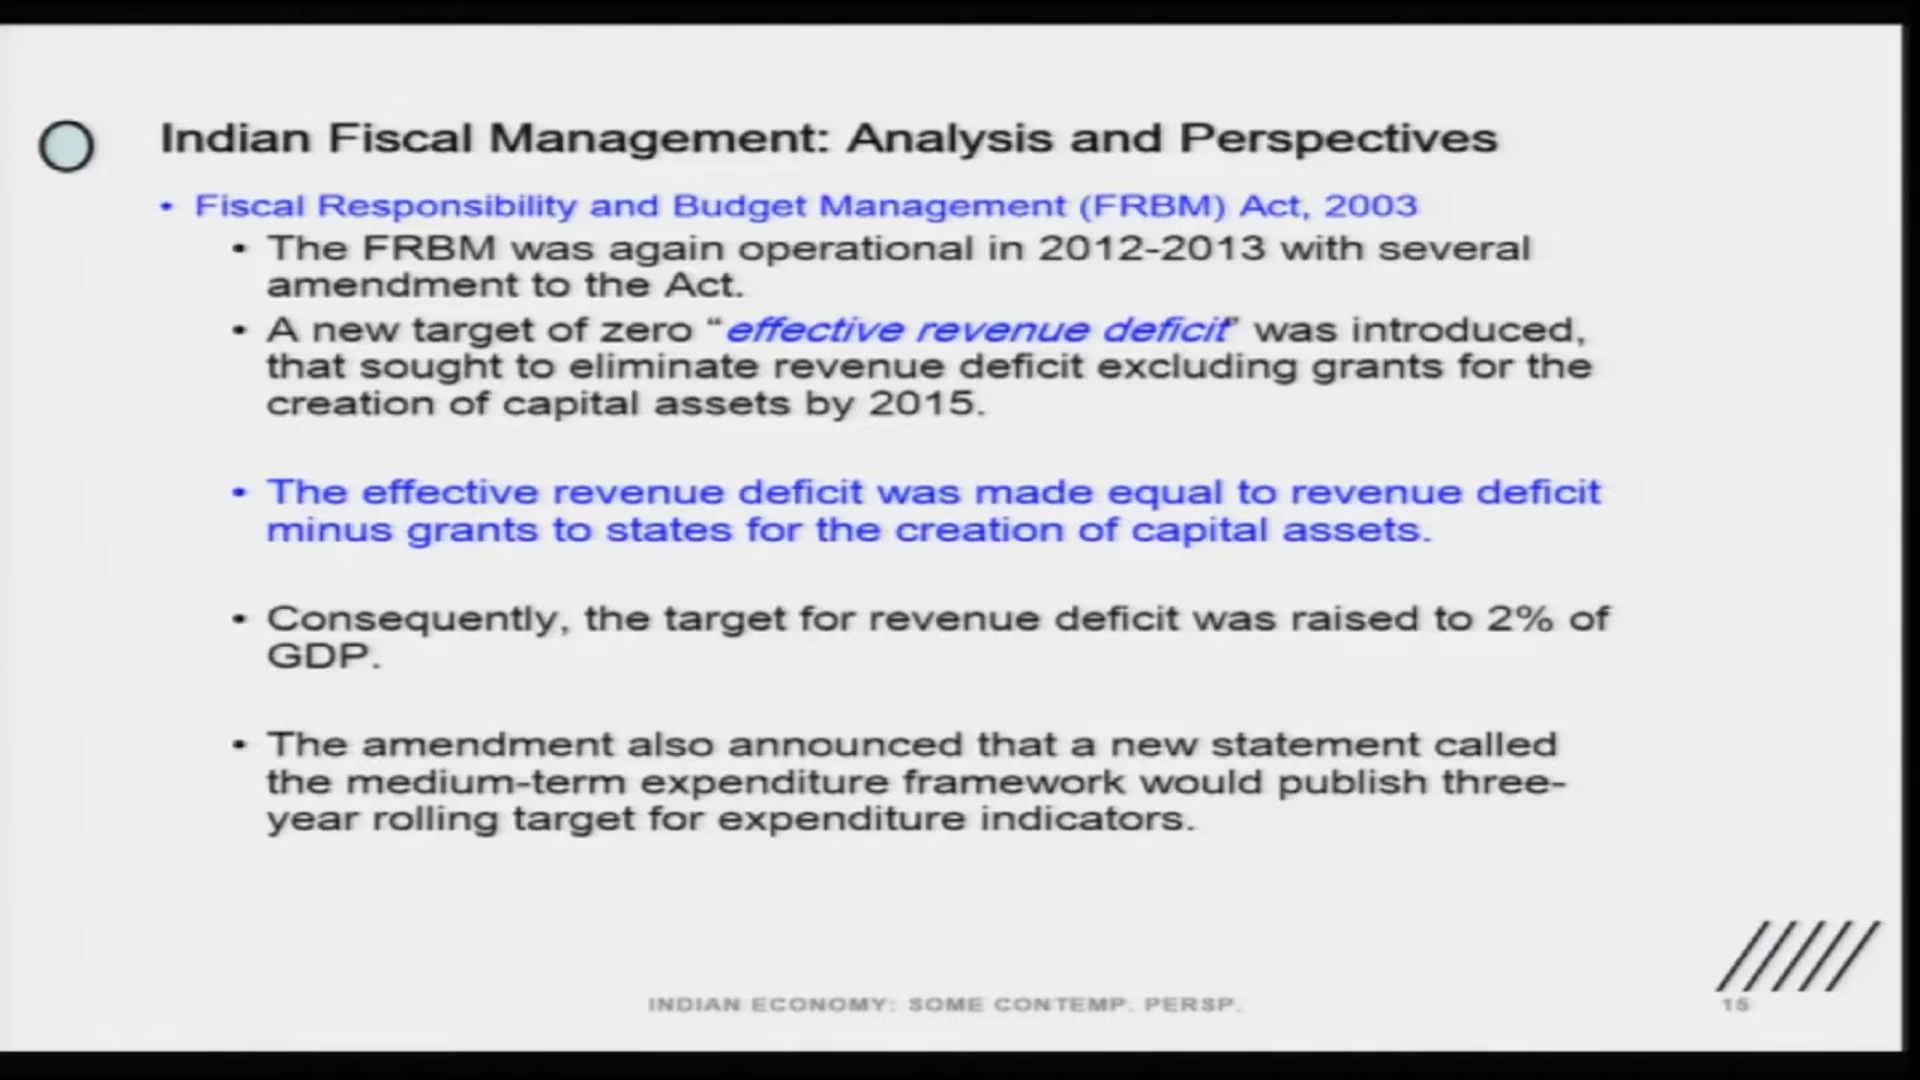 Indian Fiscal Management: Analysis and Perspectives
• Fiscal Responsibility and Budget Management (FRBM) Act, 2003
• The FRBM was again operational in 2012-2013 with several
amendment to the Act.
• A new target of zero “effective revenue deficit” was introduced,
that sought to eliminate revenue deficit excluding grants for the
creation of capital assets by 2015.
• The effective revenue deficit was made equal to revenue deficit
minus grants to states for the creation of capital assets.
• Consequently, the target for revenue deficit was raised to 2% of
GDP.
• The amendment also announced that a new statement called
the medium-term expenditure framework would publish three-
year rolling target for expenditure indicators.
INDIAN ECONOMY: SOME CONTEMP. PERSP.
15